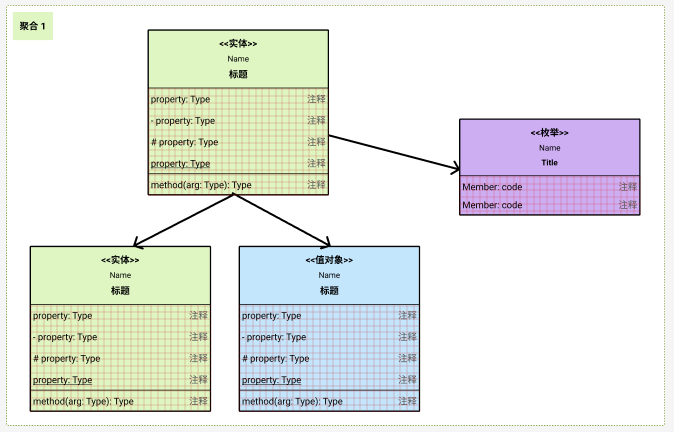 聚合 1
<<实体>>
Name
标题
property: Type 注释
- property: Type 注释
# property: Type 注释
property: Type 注释
method(arg: Type): Type 注释
<<枚举>>
Name
Title
Member: code 注释
Member: code 注释
<<实体>>
Name
标题
property: Type 注释
- property: Type 注释
# property: Type 注释
property: Type 注释
method(arg: Type): Type 注释
<<值对象>>
Name
标题
property: Type 注释
- property: Type 注释
# property: Type 注释
property: Type 注释
method(arg: Type): Type 注释